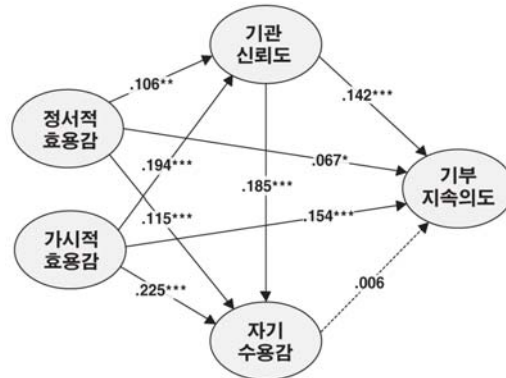 기관
신뢰도
.106**
.142***
정서적
효용감
.067*
.194***
.185***
기부
지속의도
.115***
.154***
가시적
효용감
.225***
.006
자기
수용감